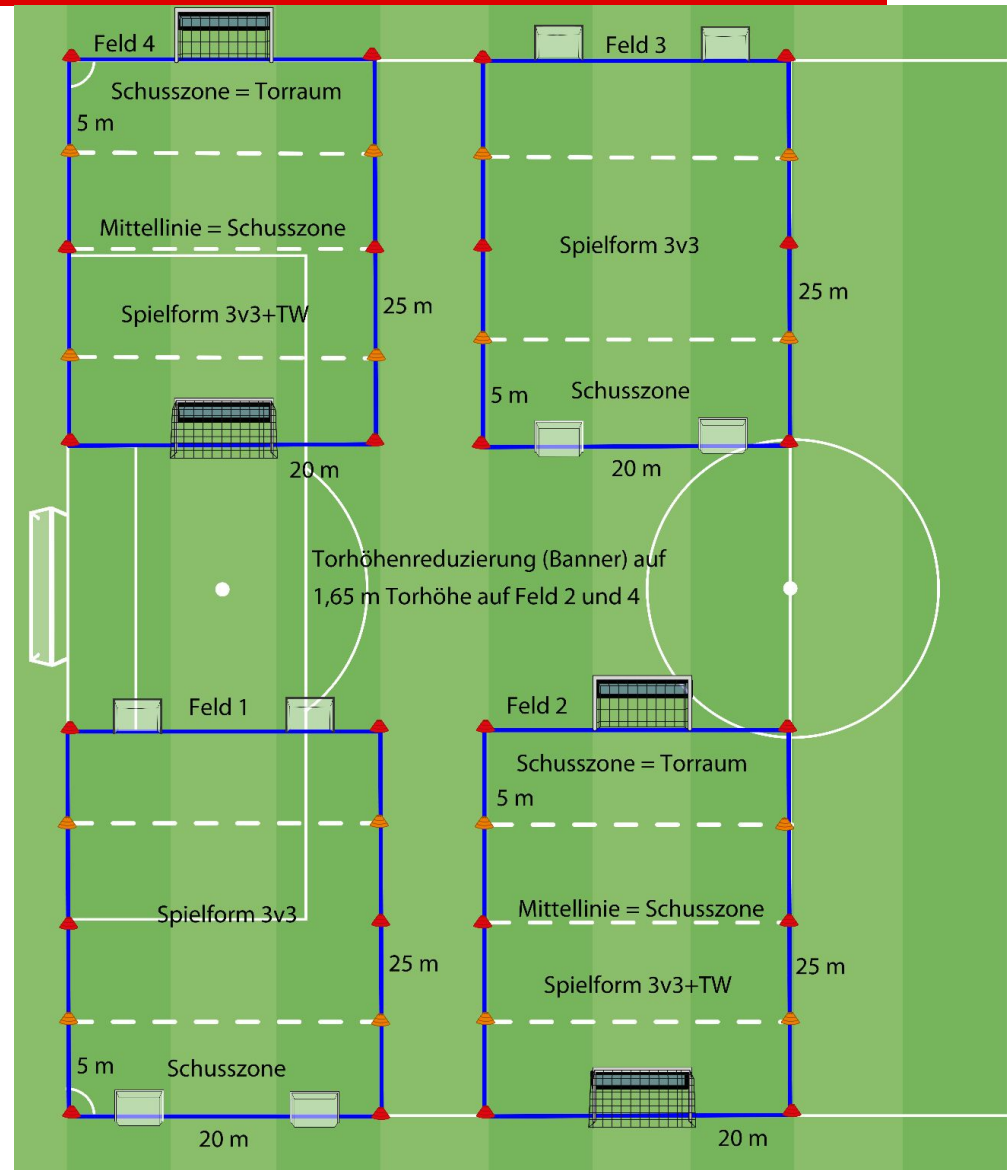 Feld 4
Schusszone = Torraum
5 m
Mittellinie = Schusszone
25 m
Spielform 3v3+TW
20 m
Feld 3
Spielform 3v3
25 m
5 m
Schusszone
20 m
Torhöhenreduzierung (Banner) auf
1,65 m Torhöhe auf Feld 2 und 4
Feld 1
Spielform 3v3
25 m
5 m
Schusszone
20 m
Feld 2
Schusszone = Torraum
5 m
Mittellinie = Schusszone
25 m
Spielform 3v3+TW
20 m